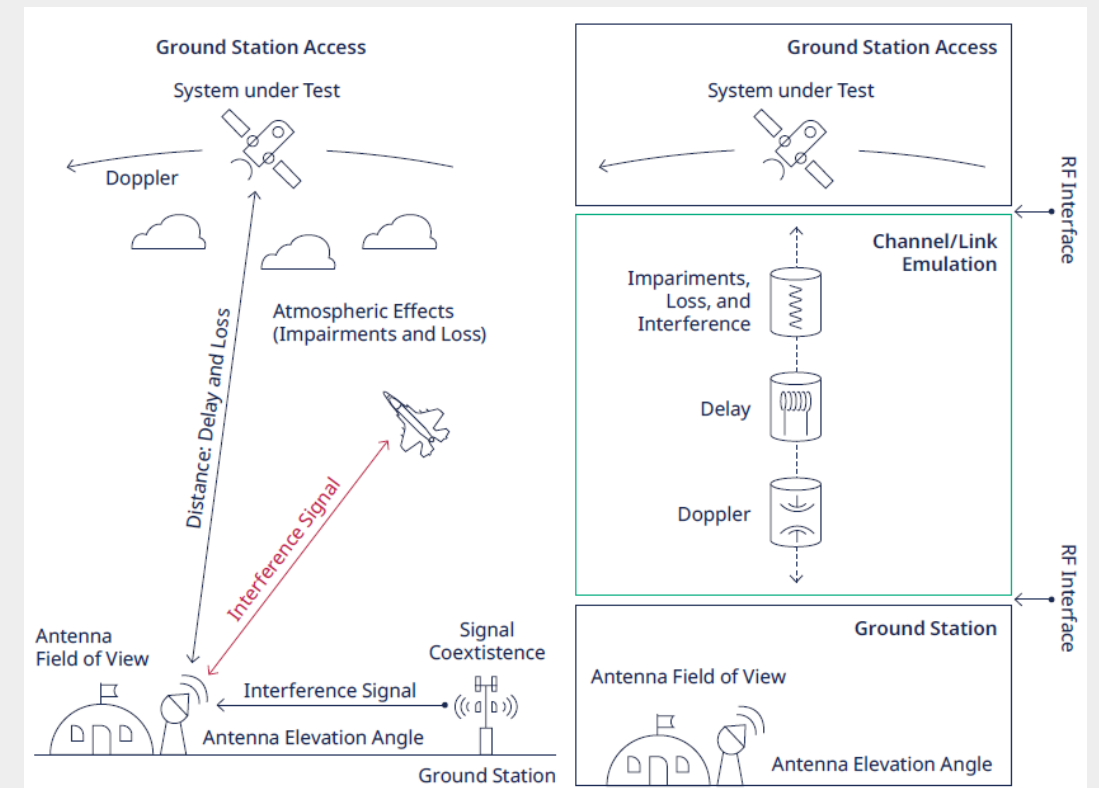 Ground Station Access
System under Test
Doppler
Atmospheric Effects
(Impairments and Loss)
Distance: Delay and Loss
Interference Signal
Antenna
Field of View
Signal
Coextistence
Interference Signal
Antenna Elevation Angle
Ground Station
Ground Station Access
System under Test
RF Interface
Channel/Link
Emulation
Impariments,
Loss, and
Interference
Delay
Doppler
RF Interface
Ground Station
Antenna Field of View
Antenna Elevation Angle